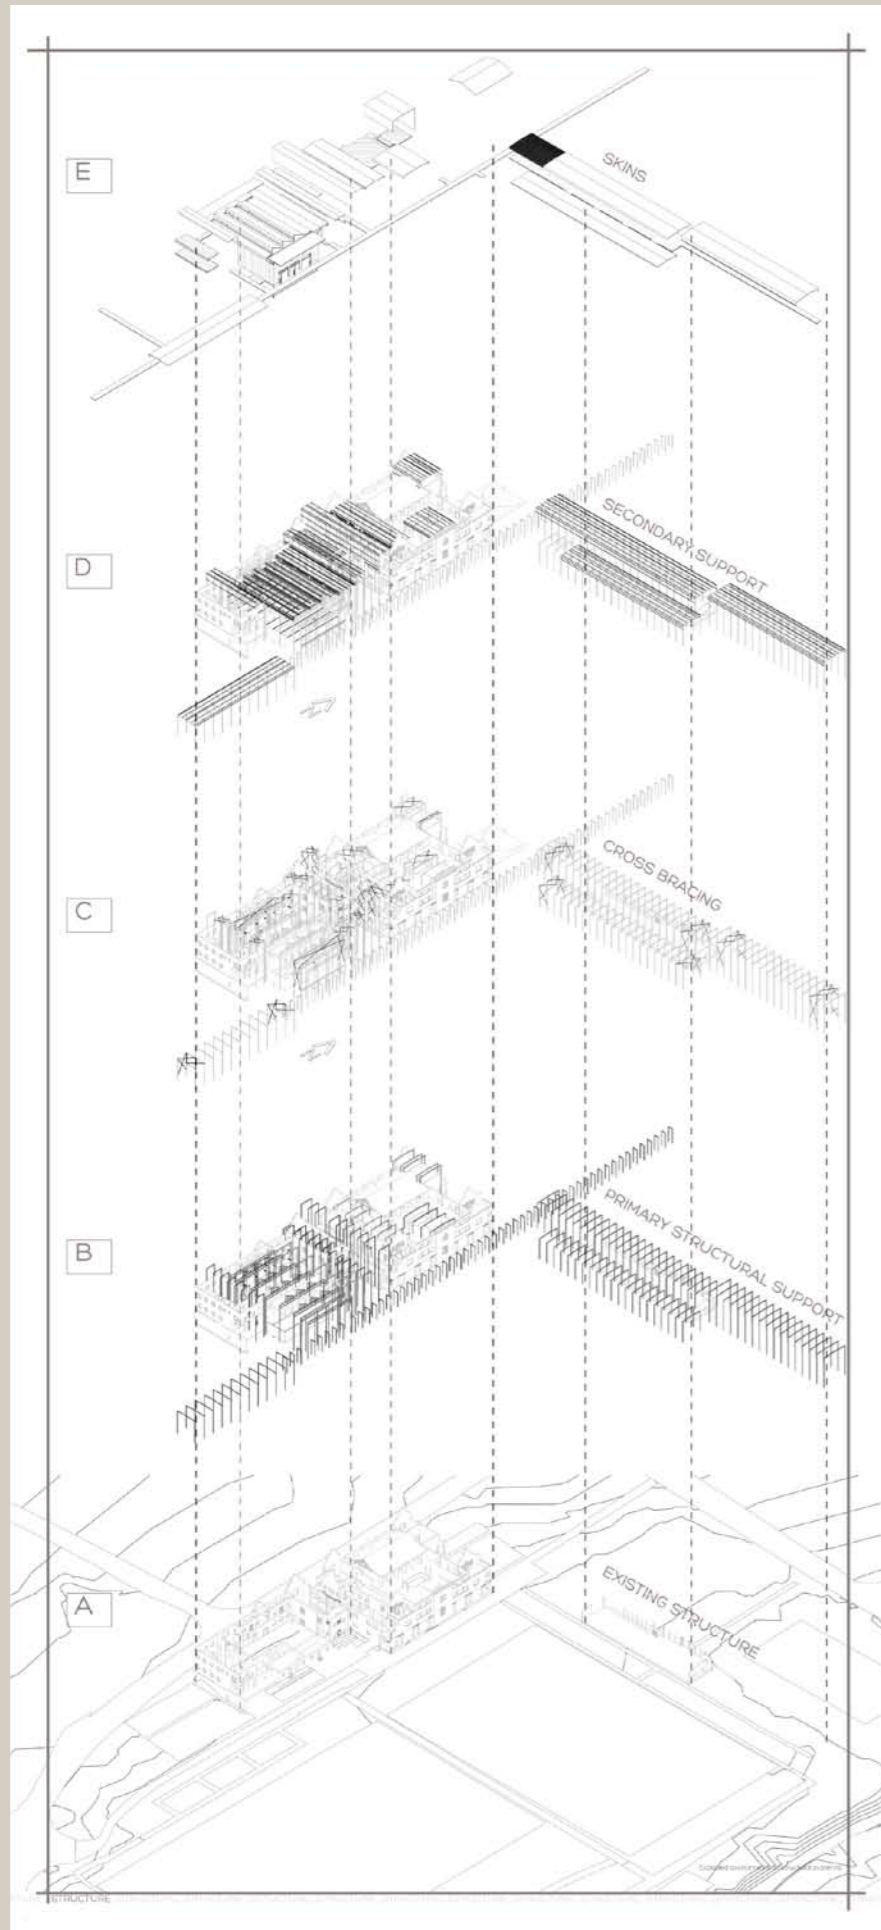 E
SKINS
D
SECONDARY SUPPORT
C
CROSS BRACING
B
PRIMARY STRUCTURAL SUPPORT
A
EXISTING STRUCTURE
STRUCTURE